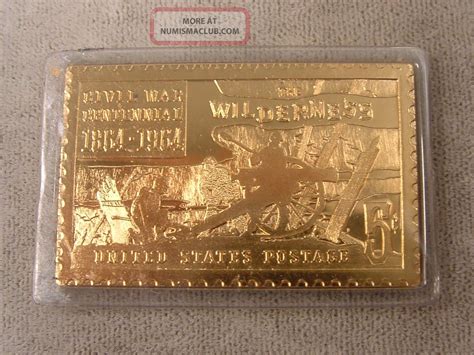 MORE AT
NUMISMACLUB.COM
CIVIL WAR
CENTENNIAL
1864-1964
THE
WILDERNESS
5¢
UNITED STATES POSTAGE